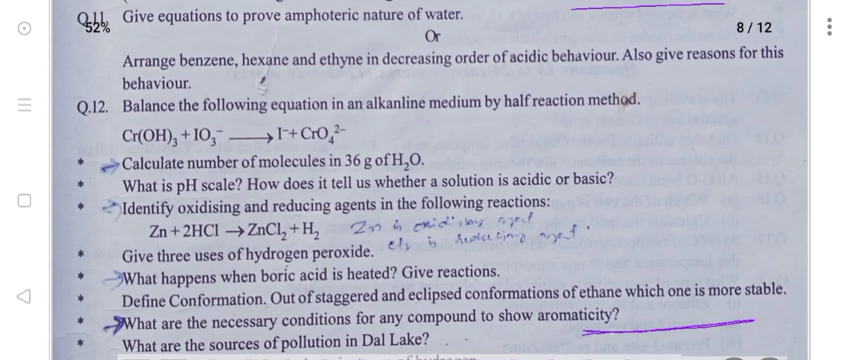 Q.11. Give equations to prove amphoteric nature of water.
52%
8 / 12
Or
Arrange benzene, hexane and ethyne in decreasing order of acidic behaviour. Also give reasons for this
behaviour.
Q.12. Balance the following equation in an alkanline medium by half reaction method.
Cr(OH)₃ + IO₃⁻ ⟶ I⁻ + CrO₄²⁻
* Calculate number of molecules in 36 g of H₂O.
* What is pH scale? How does it tell us whether a solution is acidic or basic?
* Identify oxidising and reducing agents in the following reactions:
Zn + 2HCl → ZnCl₂ + H₂ Zn is oxidising agent
is reducing agent.
* Give three uses of hydrogen peroxide.
* What happens when boric acid is heated? Give reactions.
* Define Conformation. Out of staggered and eclipsed conformations of ethane which one is more stable.
* What are the necessary conditions for any compound to show aromaticity?
* What are the sources of pollution in Dal Lake?